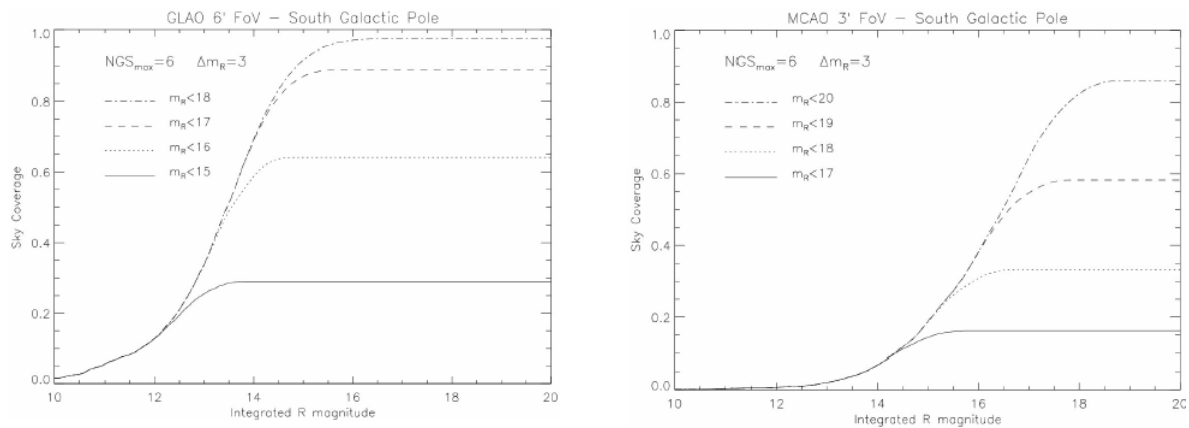 GLAO 6' FoV – South Galactic Pole
1.0
0.8
0.6
0.4
0.2
0.0
Sky Coverage
NGSmax=6 ΔmR=3
mR<18
mR<17
mR<16
mR<15
10 12 14 16 18 20
Integrated R magnitude
MCAO 3' FoV – South Galactic Pole
1.0
0.8
0.6
0.4
0.2
0.0
Sky Coverage
NGSmax=6 ΔmR=3
mR<20
mR<19
mR<18
mR<17
10 12 14 16 18 20
Integrated R magnitude